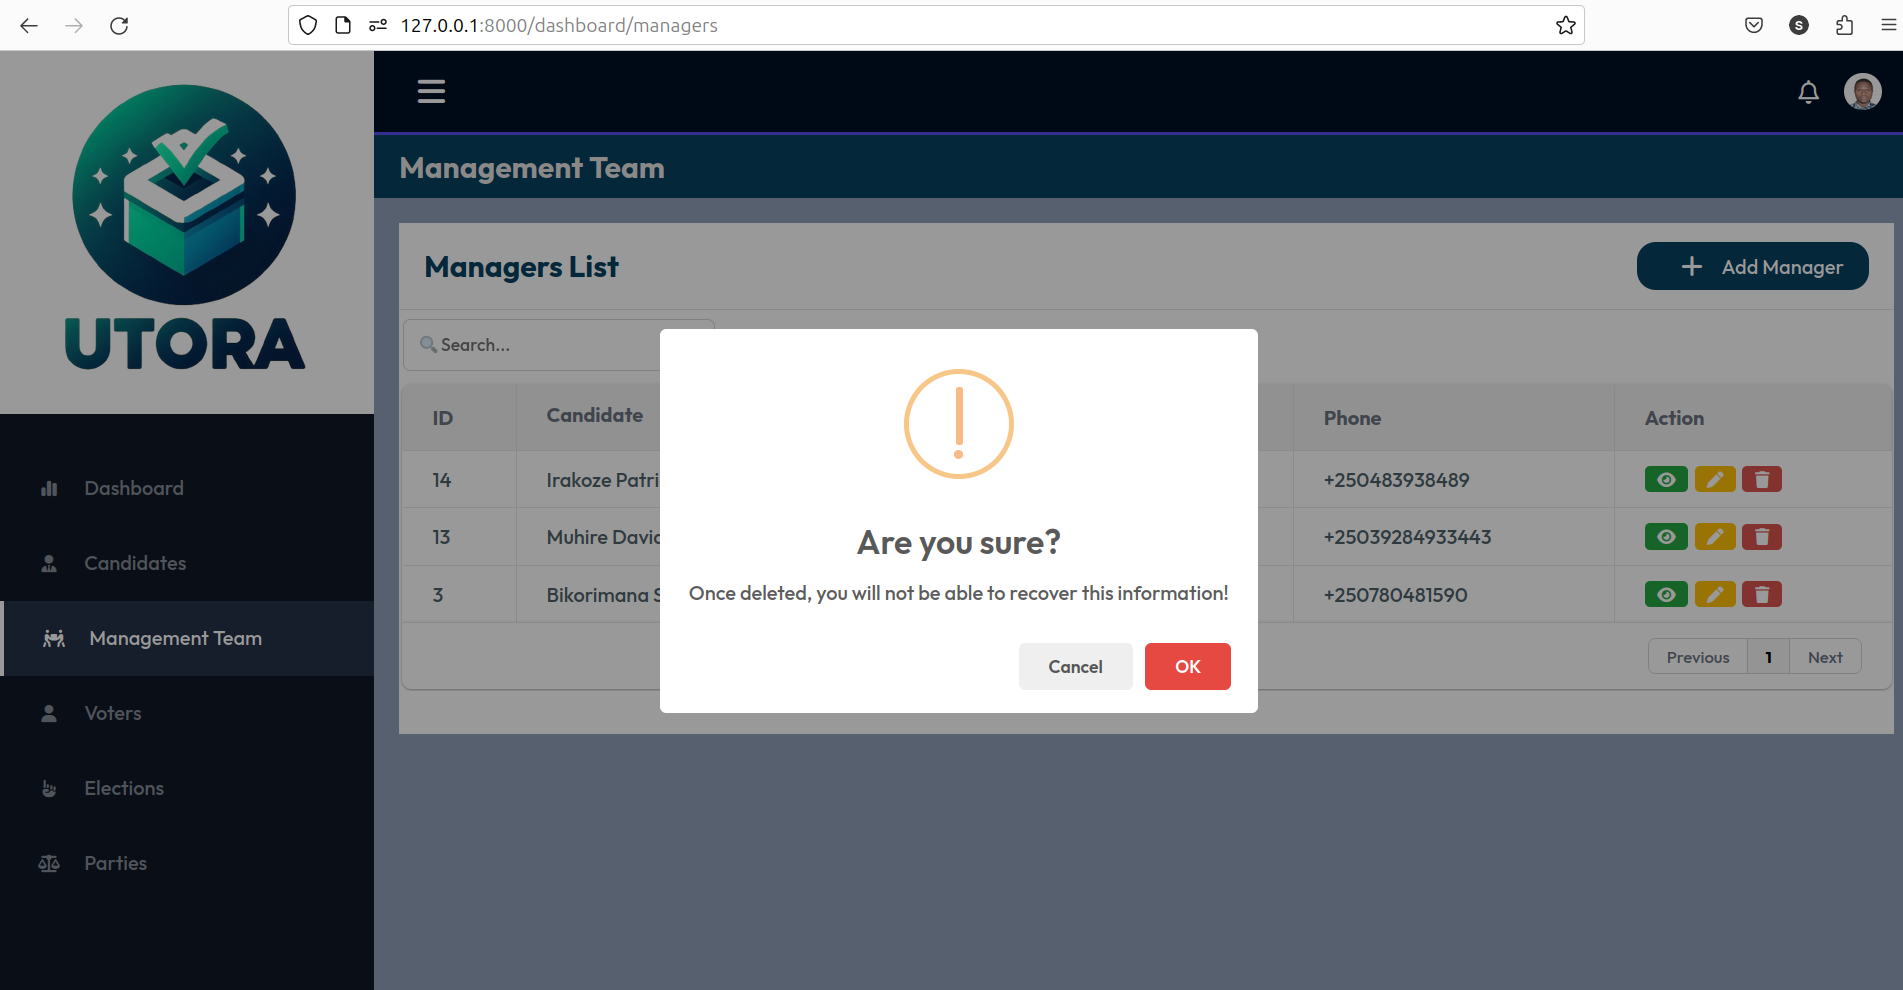 127.0.0.1:8000/dashboard/managers
S
UTORA
Management Team
Managers List
Add Manager
Search...
ID Candidate Phone Action
14 Irakoze Patri +250483938489
13 Muhire David +25039284933443
3 Bikorimana S +250780481590
Previous 1 Next
Are you sure?
Once deleted, you will not be able to recover this information!
Cancel OK
Dashboard
Candidates
Management Team
Voters
Elections
Parties